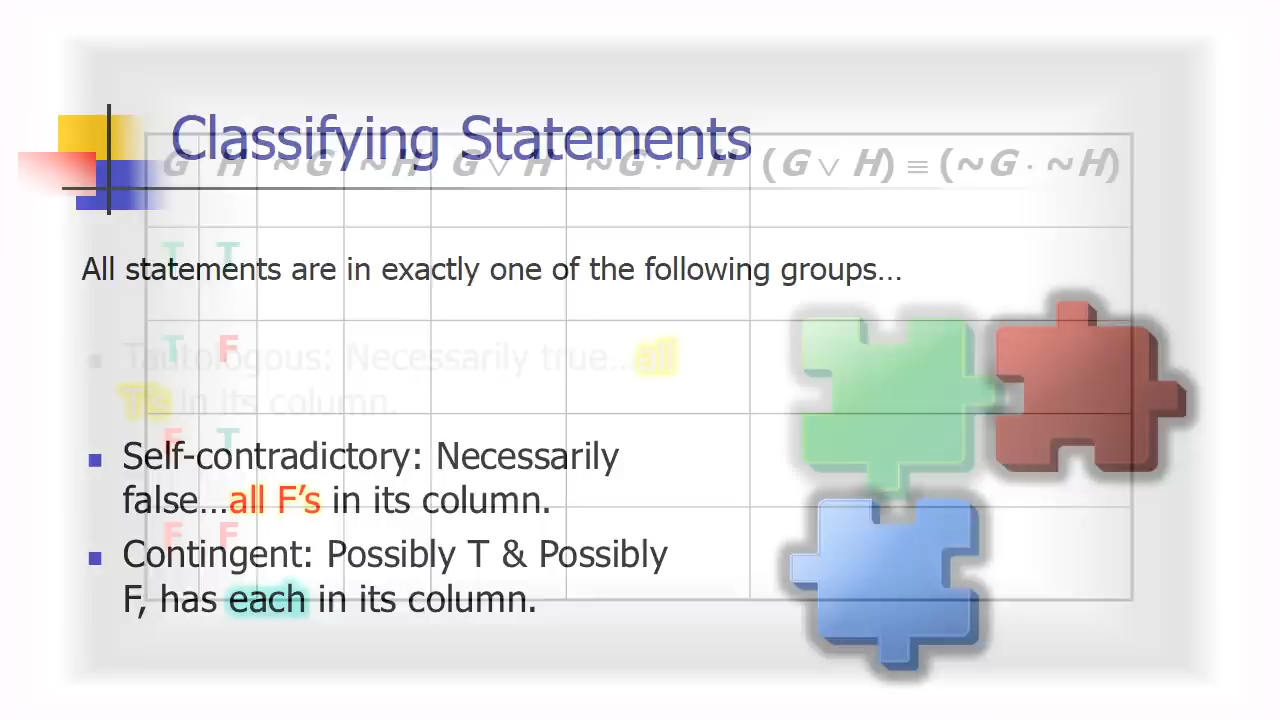 Classifying Statements
G H ~G ~H G ∨ H ~G · ~H (G ∨ H) ≡ (~G · ~H)
T T
All statements are in exactly one of the following groups…
T F
Tautologous: Necessarily true…all
T's in its column.
F T
Self-contradictory: Necessarily
false…all F’s in its column.
F F
Contingent: Possibly T & Possibly
F, has each in its column.